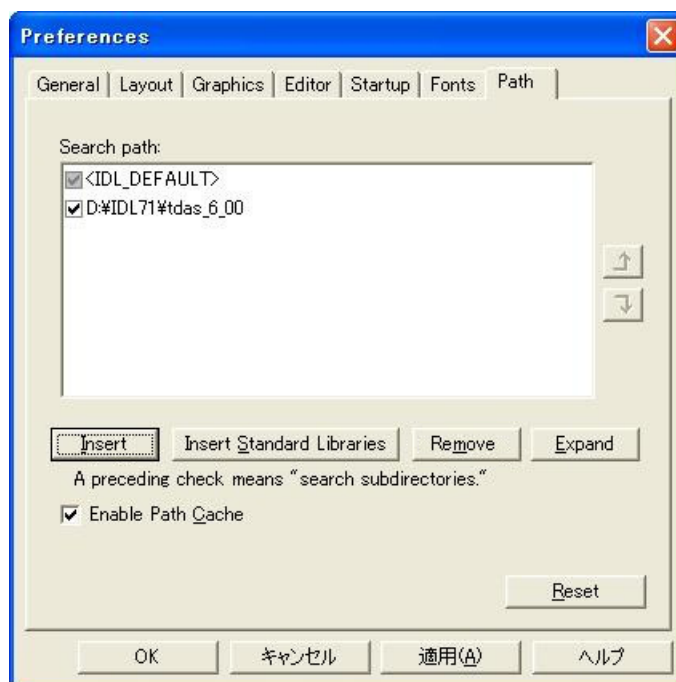 Preferences
General Layout Graphics Editor Startup Fonts Path
Search path:
<IDL_DEFAULT>
D:¥IDL71¥tdas_6_00
Insert Insert Standard Libraries Remove Expand
A preceding check means "search subdirectories."
Enable Path Cache
Reset
OK キャンセル 適用(A) ヘルプ